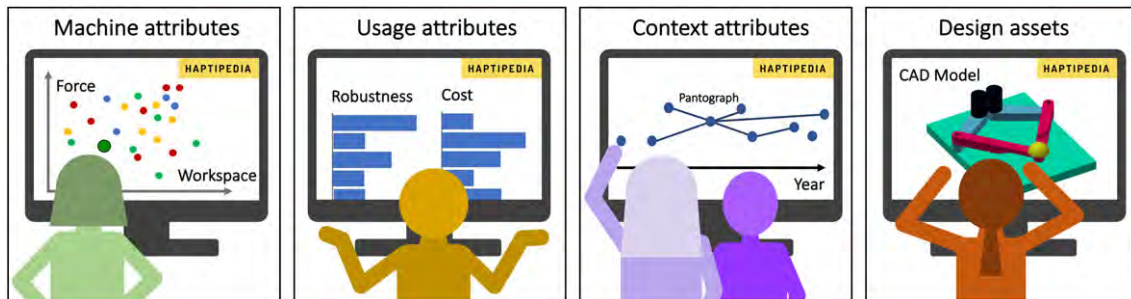 Machine attributes
HAPTIPEDIA
Force
Workspace
Usage attributes
HAPTIPEDIA
Robustness
Cost
Context attributes
HAPTIPEDIA
Pantograph
Year
Design assets
HAPTIPEDIA
CAD Model